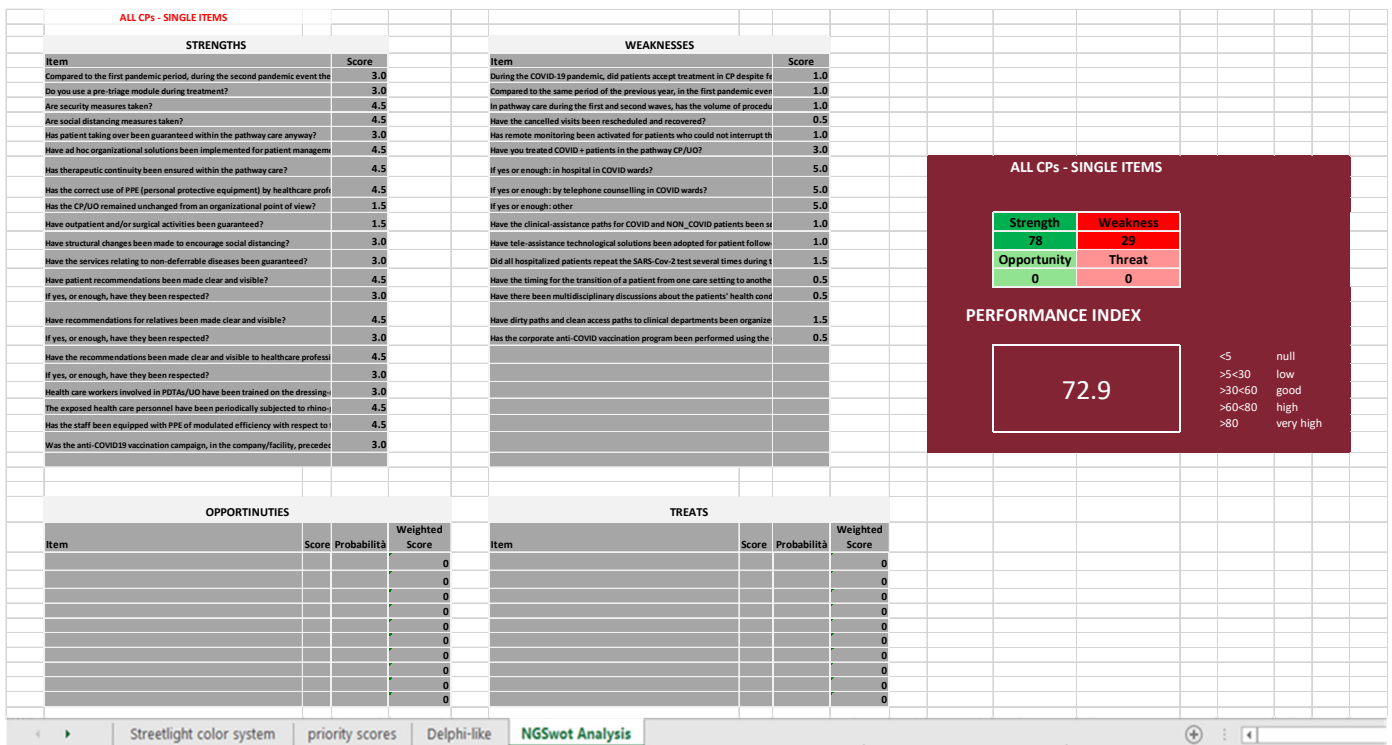 ALL CPs - SINGLE ITEMS
STRENGTHS
Item Score
Compared to the first pandemic period, during the second pandemic event the 3.0
Do you use a pre-triage module during treatment? 3.0
Are security measures taken? 4.5
Are social distancing measures taken? 4.5
Has patient taking over been guaranteed within the pathway care anyway? 3.0
Have ad hoc organizational solutions been implemented for patient manageme 4.5
Has therapeutic continuity been ensured within the pathway care? 4.5
Has the correct use of PPE (personal protective equipment) by healthcare profe 4.5
Has the CP/UO remained unchanged from an organizational point of view? 1.5
Have outpatient and/or surgical activities been guaranteed? 1.5
Have structural changes been made to encourage social distancing? 3.0
Have the services relating to non-deferrable diseases been guaranteed? 3.0
Have patient recommendations been made clear and visible? 4.5
If yes, or enough, have they been respected? 3.0
Have recommendations for relatives been made clear and visible? 4.5
If yes, or enough, have they been respected? 3.0
Have the recommendations been made clear and visible to healthcare professi 4.5
If yes, or enough, have they been respected? 3.0
Health care workers involved in PDTAs/UO have been trained on the dressing- 3.0
The exposed health care personnel have been periodically subjected to rhino- 4.5
Has the staff been equipped with PPE of modulated efficiency with respect to 4.5
Was the anti-COVID19 vaccination campaign, in the company/facility, preceded 3.0
WEAKNESSES
Item Score
During the COVID-19 pandemic, did patients accept treatment in CP despite fe 1.0
Compared to the same period of the previous year, in the first pandemic even 1.0
In pathway care during the first and second waves, has the volume of procedu 1.0
Have the cancelled visits been rescheduled and recovered? 0.5
Has remote monitoring been activated for patients who could not interrupt th 1.0
Have you treated COVID + patients in the pathway CP/UO? 3.0
If yes or enough: in hospital in COVID wards? 5.0
If yes or enough: by telephone counselling in COVID wards? 5.0
If yes or enough: other 5.0
Have the clinical-assistance paths for COVID and NON_COVID patients been se 1.0
Have tele-assistance technological solutions been adopted for patient follow- 1.0
Did all hospitalized patients repeat the SARS-Cov-2 test several times during t 1.5
Have the timing for the transition of a patient from one care setting to anothe 0.5
Have there been multidisciplinary discussions about the patients' health cond 0.5
Have dirty paths and clean access paths to clinical departments been organize 1.5
Has the corporate anti-COVID vaccination program been performed using the 0.5
ALL CPs - SINGLE ITEMS
Strength Weakness
78 29
Opportunity Threat
0 0
PERFORMANCE INDEX
72.9
<5 null
>5<30 low
>30<60 good
>60<80 high
>80 very high
OPPORTINUTIES
Item Score Probabilità Weighted Score
0
0
0
0
0
0
0
0
0
0
TREATS
Item Score Probabilità Weighted Score
0
0
0
0
0
0
0
0
0
0
Streetlight color system priority scores Delphi-like NGSwot Analysis